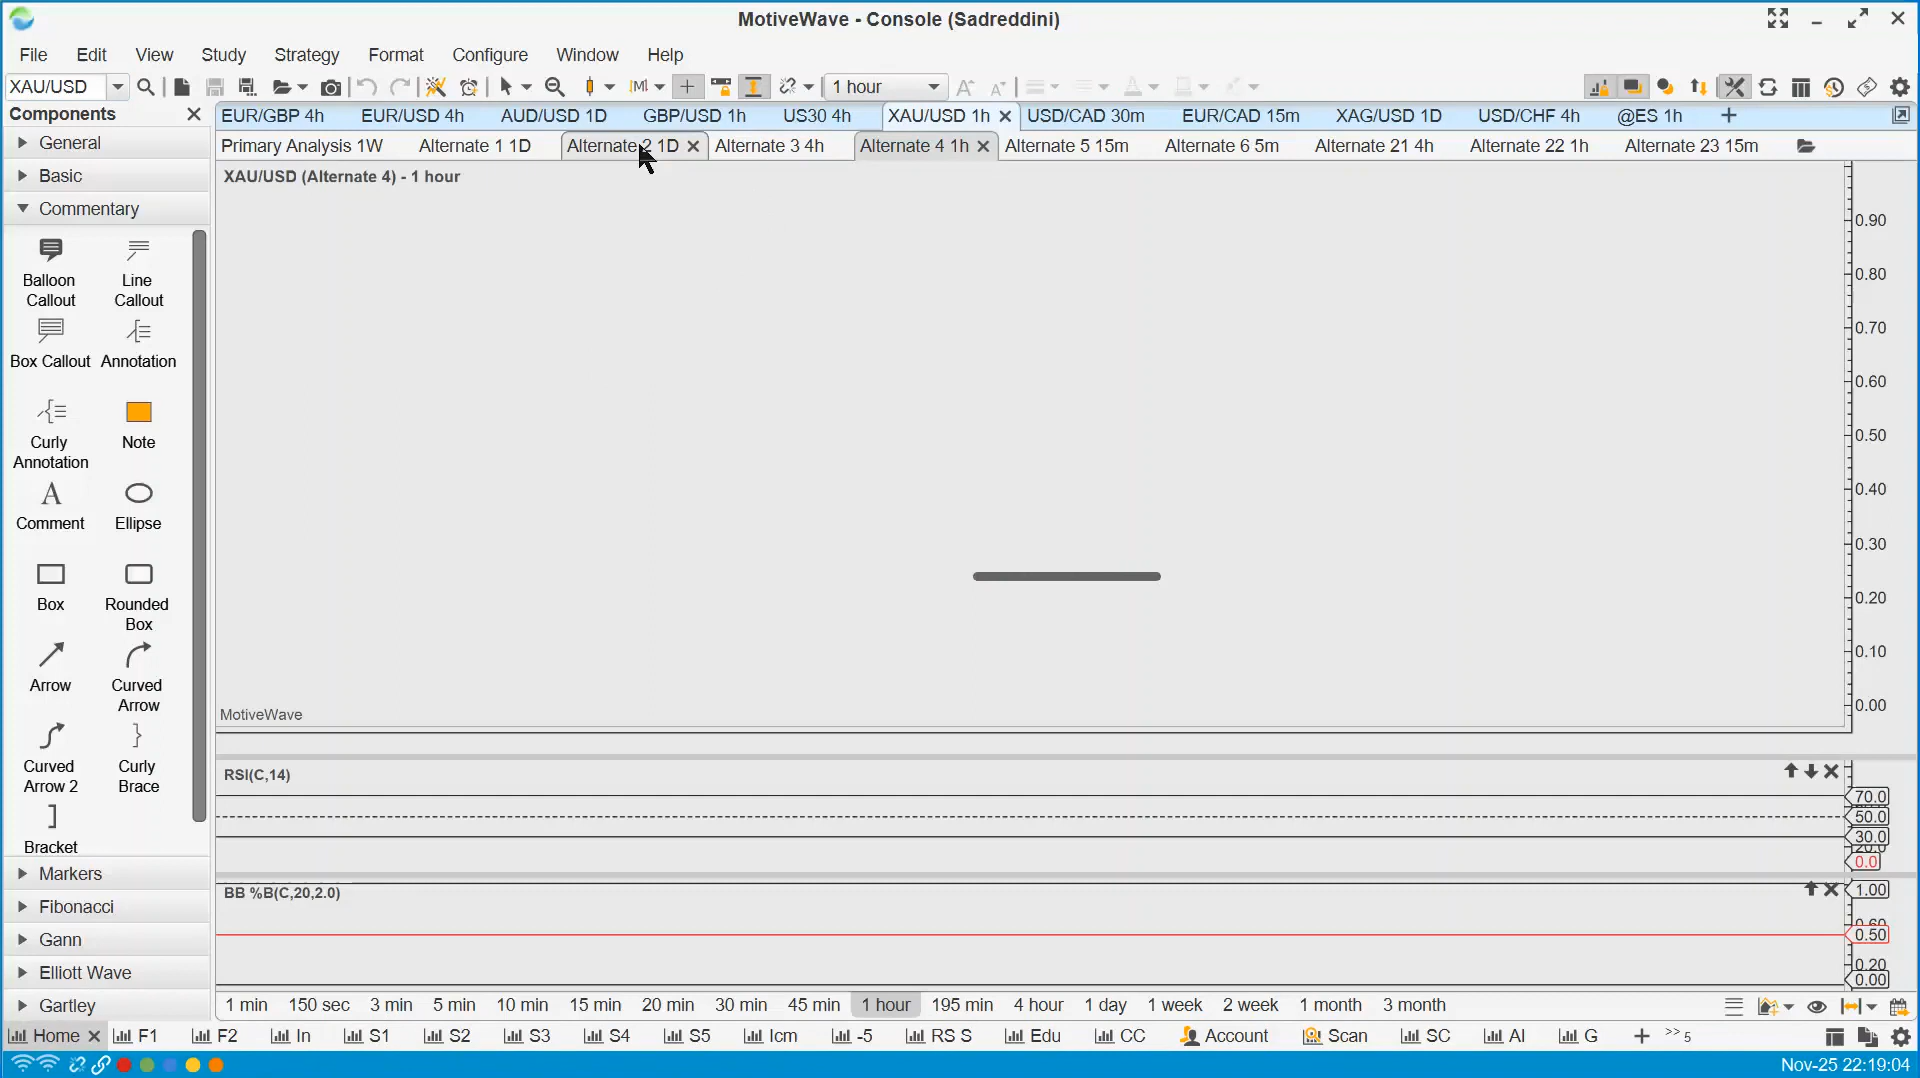 MotiveWave - Console (Sadreddini)
File Edit View Study Strategy Format Configure Window Help
XAU/USD 1 hour
Components
EUR/GBP 4h EUR/USD 4h AUD/USD 1D GBP/USD 1h US30 4h XAU/USD 1h USD/CAD 30m EUR/CAD 15m XAG/USD 1D USD/CHF 4h @ES 1h
Primary Analysis 1W Alternate 1 1D Alternate 2 1D Alternate 3 4h Alternate 4 1h Alternate 5 15m Alternate 6 5m Alternate 21 4h Alternate 22 1h Alternate 23 15m
General
Basic
Commentary
Balloon Callout
Line Callout
Box Callout
Annotation
Curly Annotation
Note
Comment
Ellipse
Box
Rounded Box
Arrow
Curved Arrow
Curved Arrow 2
Curly Brace
Bracket
Markers
Fibonacci
Gann
Elliott Wave
Gartley
XAU/USD (Alternate 4) - 1 hour
0.90
0.80
0.70
0.60
0.50
0.40
0.30
0.20
0.10
0.00
MotiveWave
RSI(C,14)
70.0
50.0
30.0
20.0
0.0
BB %B(C,20,2.0)
1.00
0.60
0.50
0.20
0.00
1 min 150 sec 3 min 5 min 10 min 15 min 20 min 30 min 45 min 1 hour 195 min 4 hour 1 day 1 week 2 week 1 month 3 month
Home F1 F2 In S1 S2 S3 S4 S5 Icm -5 RS S Edu CC Account Scan SC AI G >> 5
Nov-25 22:19:04